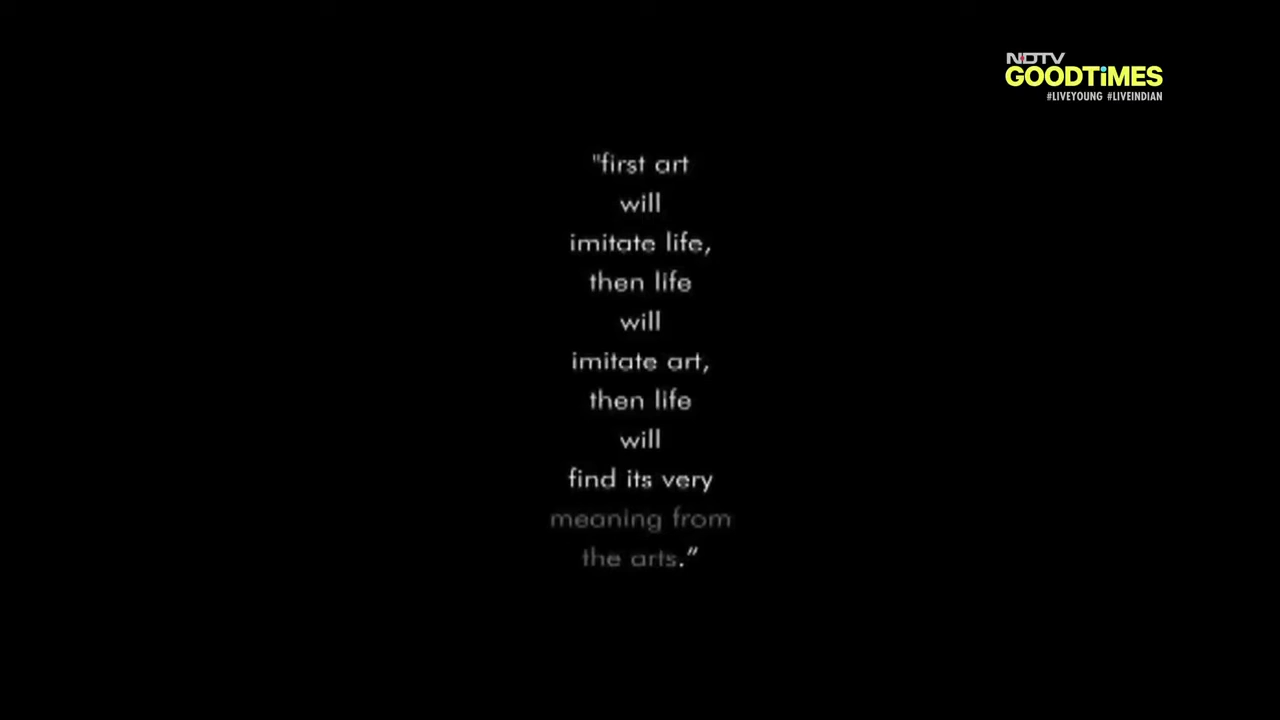 NDTV
GOODTiMES
#LIVEYOUNG #LIVEINDIAN
"first art
will
imitate life,
then life
will
imitate art,
then life
will
find its very
meaning from
the arts.”